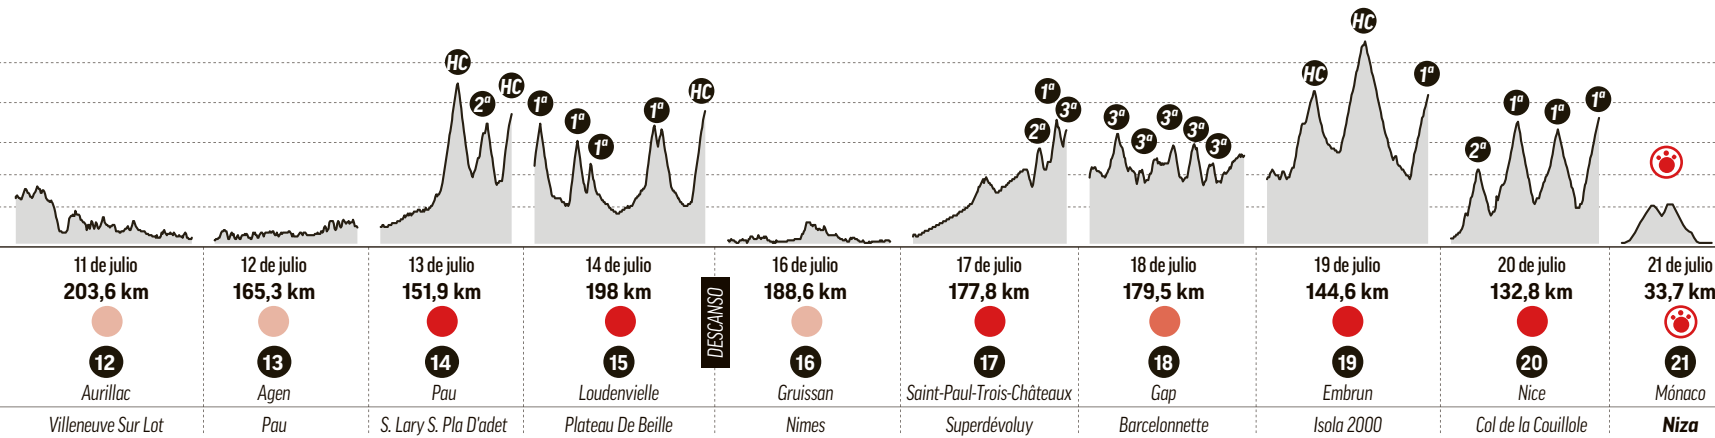 HC
2ª
HC
1ª
1ª
1ª
1ª
HC
2ª
1ª
3ª
3ª
3ª
3ª
3ª
3ª
HC
HC
1ª
2ª
1ª
1ª
1ª
11 de julio
203,6 km
12
Aurillac
Villeneuve Sur Lot
12 de julio
165,3 km
13
Agen
Pau
13 de julio
151,9 km
14
Pau
S. Lary S. Pla D'adet
14 de julio
198 km
15
Loudenvielle
Plateau De Beille
DESCANSO
16 de julio
188,6 km
16
Gruissan
Nimes
17 de julio
177,8 km
17
Saint-Paul-Trois-Châteaux
Superdévoluy
18 de julio
179,5 km
18
Gap
Barcelonnette
19 de julio
144,6 km
19
Embrun
Isola 2000
20 de julio
132,8 km
20
Nice
Col de la Couillole
21 de julio
33,7 km
21
Mónaco
Niza